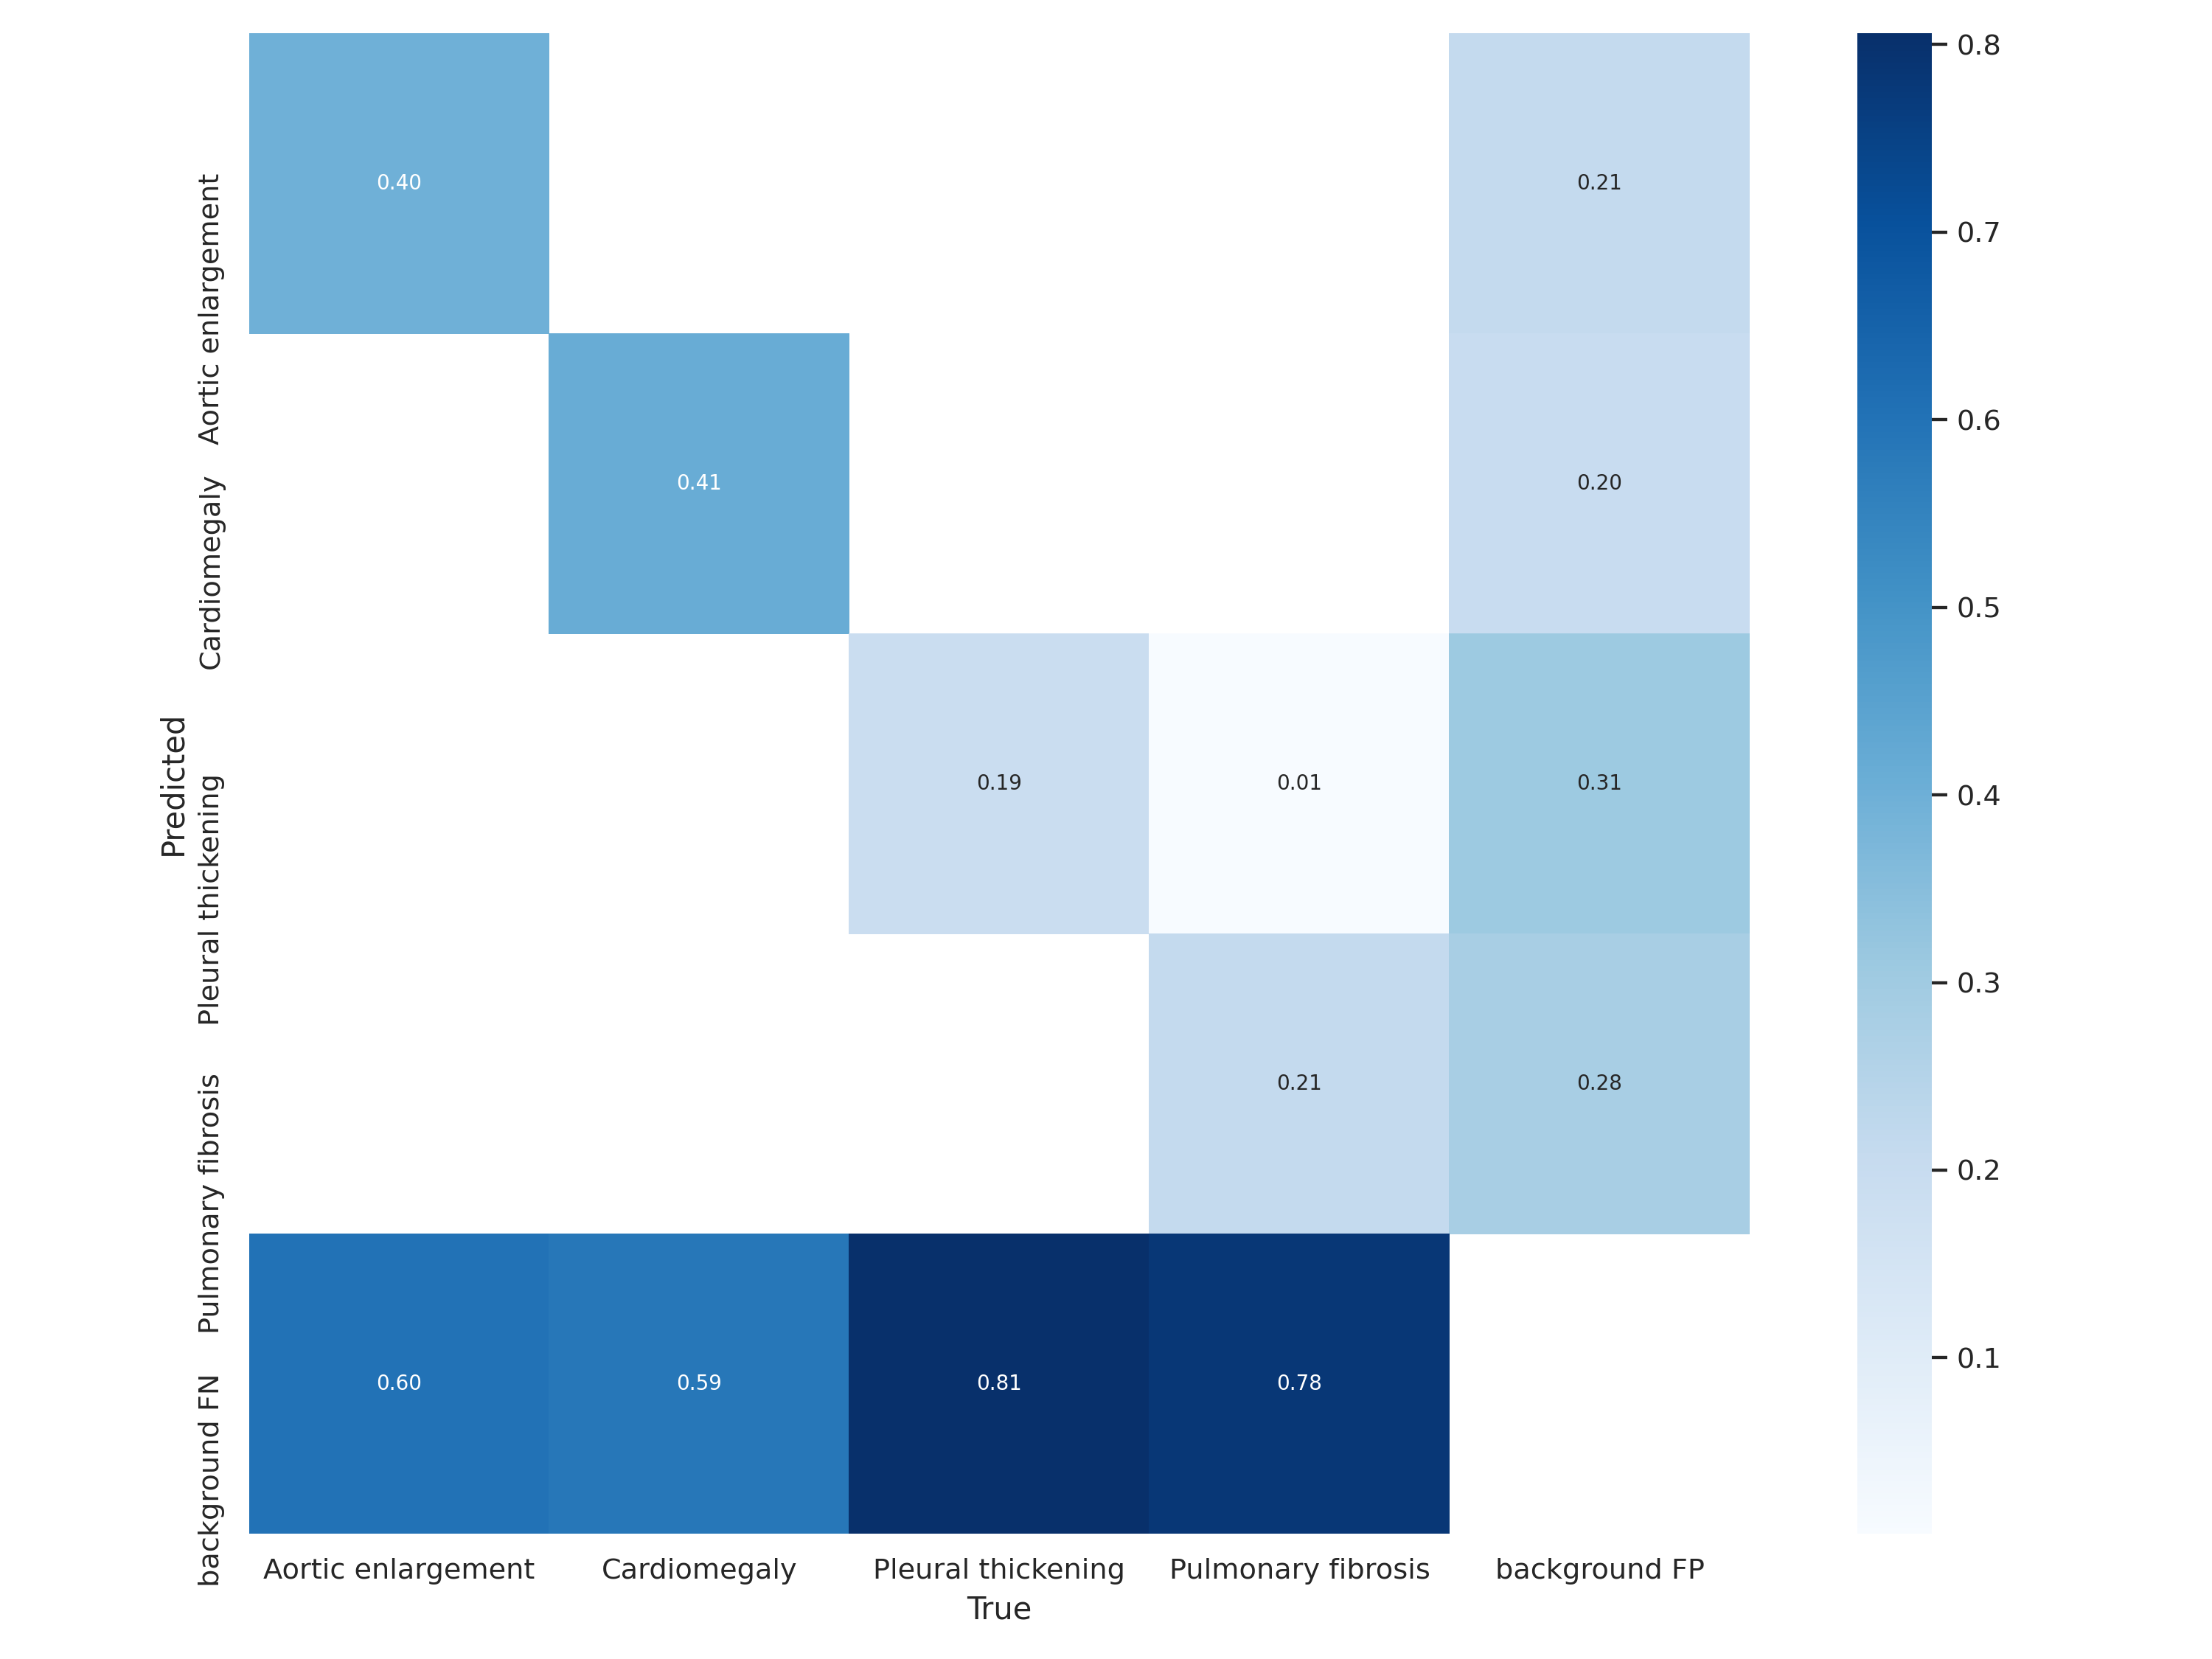 Predicted
Aortic enlargement
0.40
0.21
Cardiomegaly
0.41
0.20
Pleural thickening
0.19
0.01
0.31
Pulmonary fibrosis
0.21
0.28
background FN
0.60
0.59
0.81
0.78
Aortic enlargement
Cardiomegaly
Pleural thickening
Pulmonary fibrosis
background FP
True
0.8
0.7
0.6
0.5
0.4
0.3
0.2
0.1